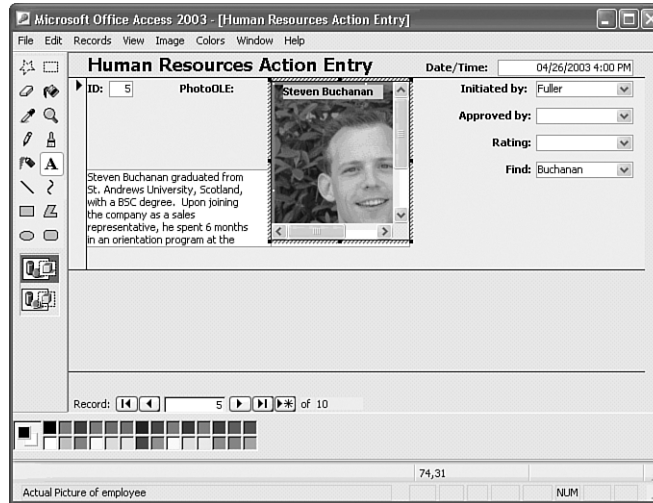 Microsoft Office Access 2003 - [Human Resources Action Entry]
File Edit Records View Image Colors Window Help
Human Resources Action Entry
Date/Time: 04/26/2003 4:00 PM
ID: 5
PhotoOLE:
Steven Buchanan
Initiated by: Fuller
Approved by:
Rating:
Find: Buchanan
A
Steven Buchanan graduated from
St. Andrews University, Scotland,
with a BSC degree. Upon joining
the company as a sales
representative, he spent 6 months
in an orientation program at the
Record: 5 of 10
74,31
Actual Picture of employee
NUM